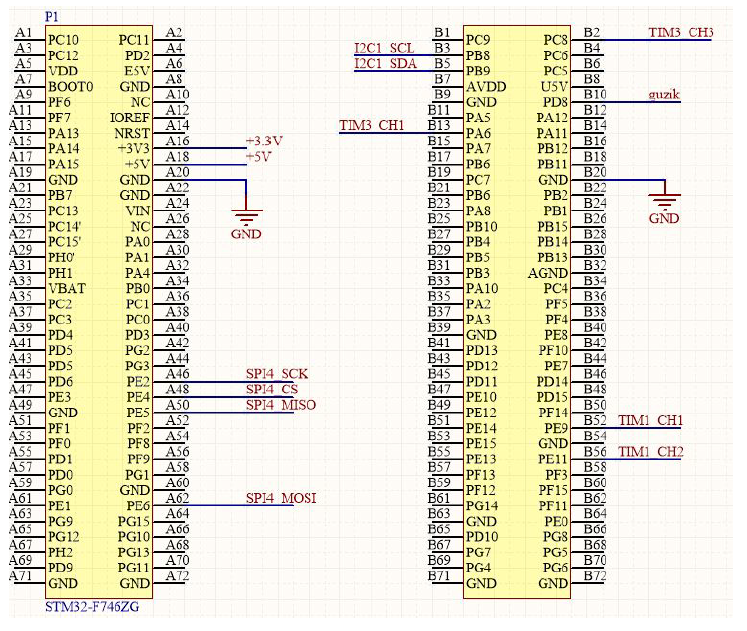 P1
A1 PC10 PC11 A2
A3 PC12 PD2 A4
A5 VDD E5V A6
A7 BOOT0 GND A8
A9 PF6 NC A10
A11 PF7 IOREF A12
A13 PA13 NRST A14
A15 PA14 +3V3 A16 +3.3V
A17 PA15 +5V A18 +5V
A19 GND GND A20
A21 PB7 GND A22
A23 PC13 VIN A24
A25 PC14' NC A26
GND
A27 PC15' PA0 A28
A29 PH0' PA1 A30
A31 PH1 PA4 A32
A33 VBAT PB0 A34
A35 PC2 PC1 A36
A37 PC3 PC0 A38
A39 PD4 PD3 A40
A41 PD5 PG2 A42
A43 PD5 PG3 A44
A45 PD6 PE2 A46 SPI4_SCK
A47 PE3 PE4 A48 SPI4_CS
A49 GND PE5 A50 SPI4_MISO
A51 PF1 PF2 A52
A53 PF0 PF8 A54
A55 PD1 PF9 A56
A57 PD0 PG1 A58
A59 PG0 GND A60
A61 PE1 PE6 A62 SPI4_MOSI
A63 PG9 PG15 A64
A65 PG12 PG10 A66
A67 PH2 PG13 A68
A69 PD9 PG11 A70
A71 GND GND A72
STM32-F746ZG
B1 PC9 PC8 B2 TIM3_CH3
I2C1_SCL B3 PB8 PC6 B4
I2C1_SDA B5 PB9 PC5 B6
B7 AVDD U5V B8
B9 GND PD8 B10 guzik
B11 PA5 PA12 B12
TIM3_CH1 B13 PA6 PA11 B14
B15 PA7 PB12 B16
B17 PB6 PB11 B18
B19 PC7 GND B20
B21 PB6 PB2 B22
B23 PA8 PB1 B24
GND
B25 PB10 PB15 B26
B27 PB4 PB14 B28
B29 PB5 PB13 B30
B31 PB3 AGND B32
B33 PA10 PC4 B34
B35 PA2 PF5 B36
B37 PA3 PF4 B38
B39 GND PE8 B40
B41 PD13 PF10 B42
B43 PD12 PE7 B44
B45 PD11 PD14 B46
B47 PE10 PD15 B48
B49 PE12 PF14 B50
B51 PE14 PE9 B52 TIM1_CH1
B53 PE15 GND B54
B55 PE13 PE11 B56 TIM1_CH2
B57 PF13 PF3 B58
B59 PF12 PF15 B60
B61 PG14 PF11 B62
B63 GND PE0 B64
B65 PD10 PG8 B66
B67 PG7 PG5 B68
B69 PG4 PG6 B70
B71 GND GND B72